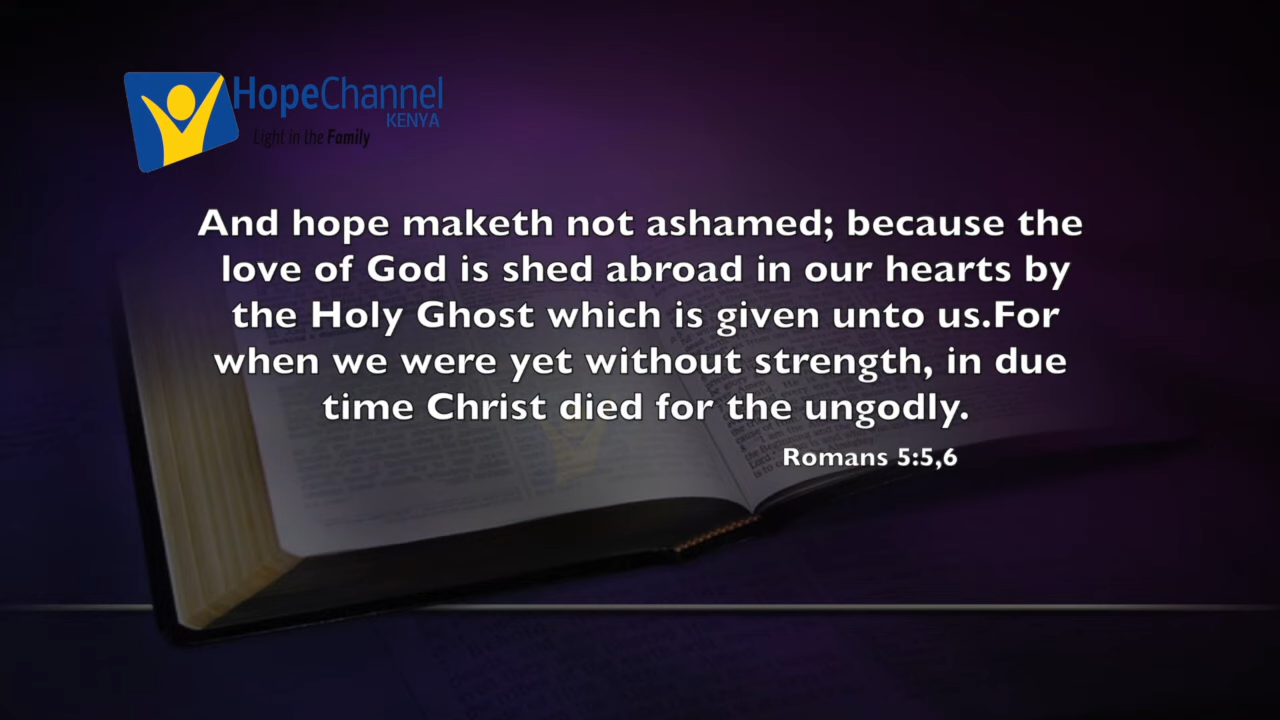 HopeChannel
KENYA
Light in the Family
And hope maketh not ashamed; because the
love of God is shed abroad in our hearts by
the Holy Ghost which is given unto us.For
when we were yet without strength, in due
time Christ died for the ungodly.
Romans 5:5,6